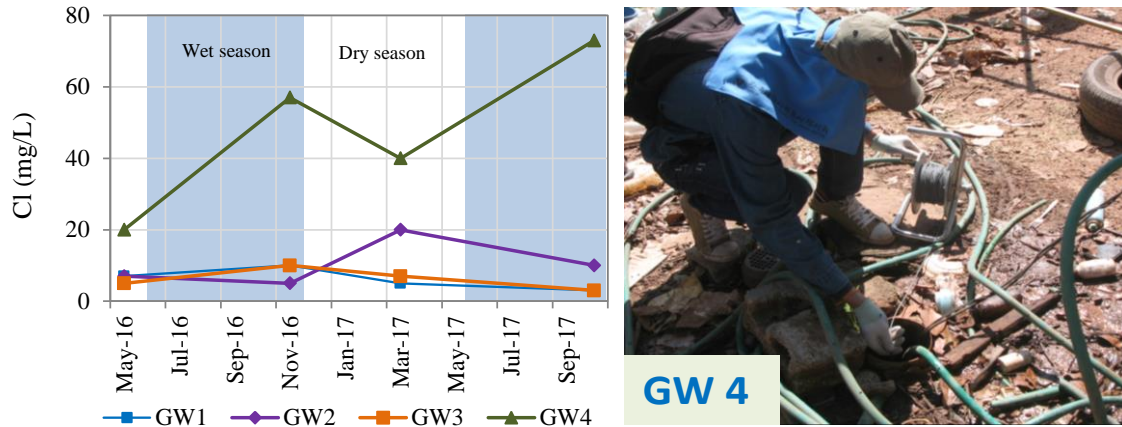 80
60
40
20
0
Cl (mg/L)
Wet season
Dry season
May-16
Jul-16
Sep-16
Nov-16
Jan-17
Mar-17
May-17
Jul-17
Sep-17
GW1
GW2
GW3
GW4
GW 4